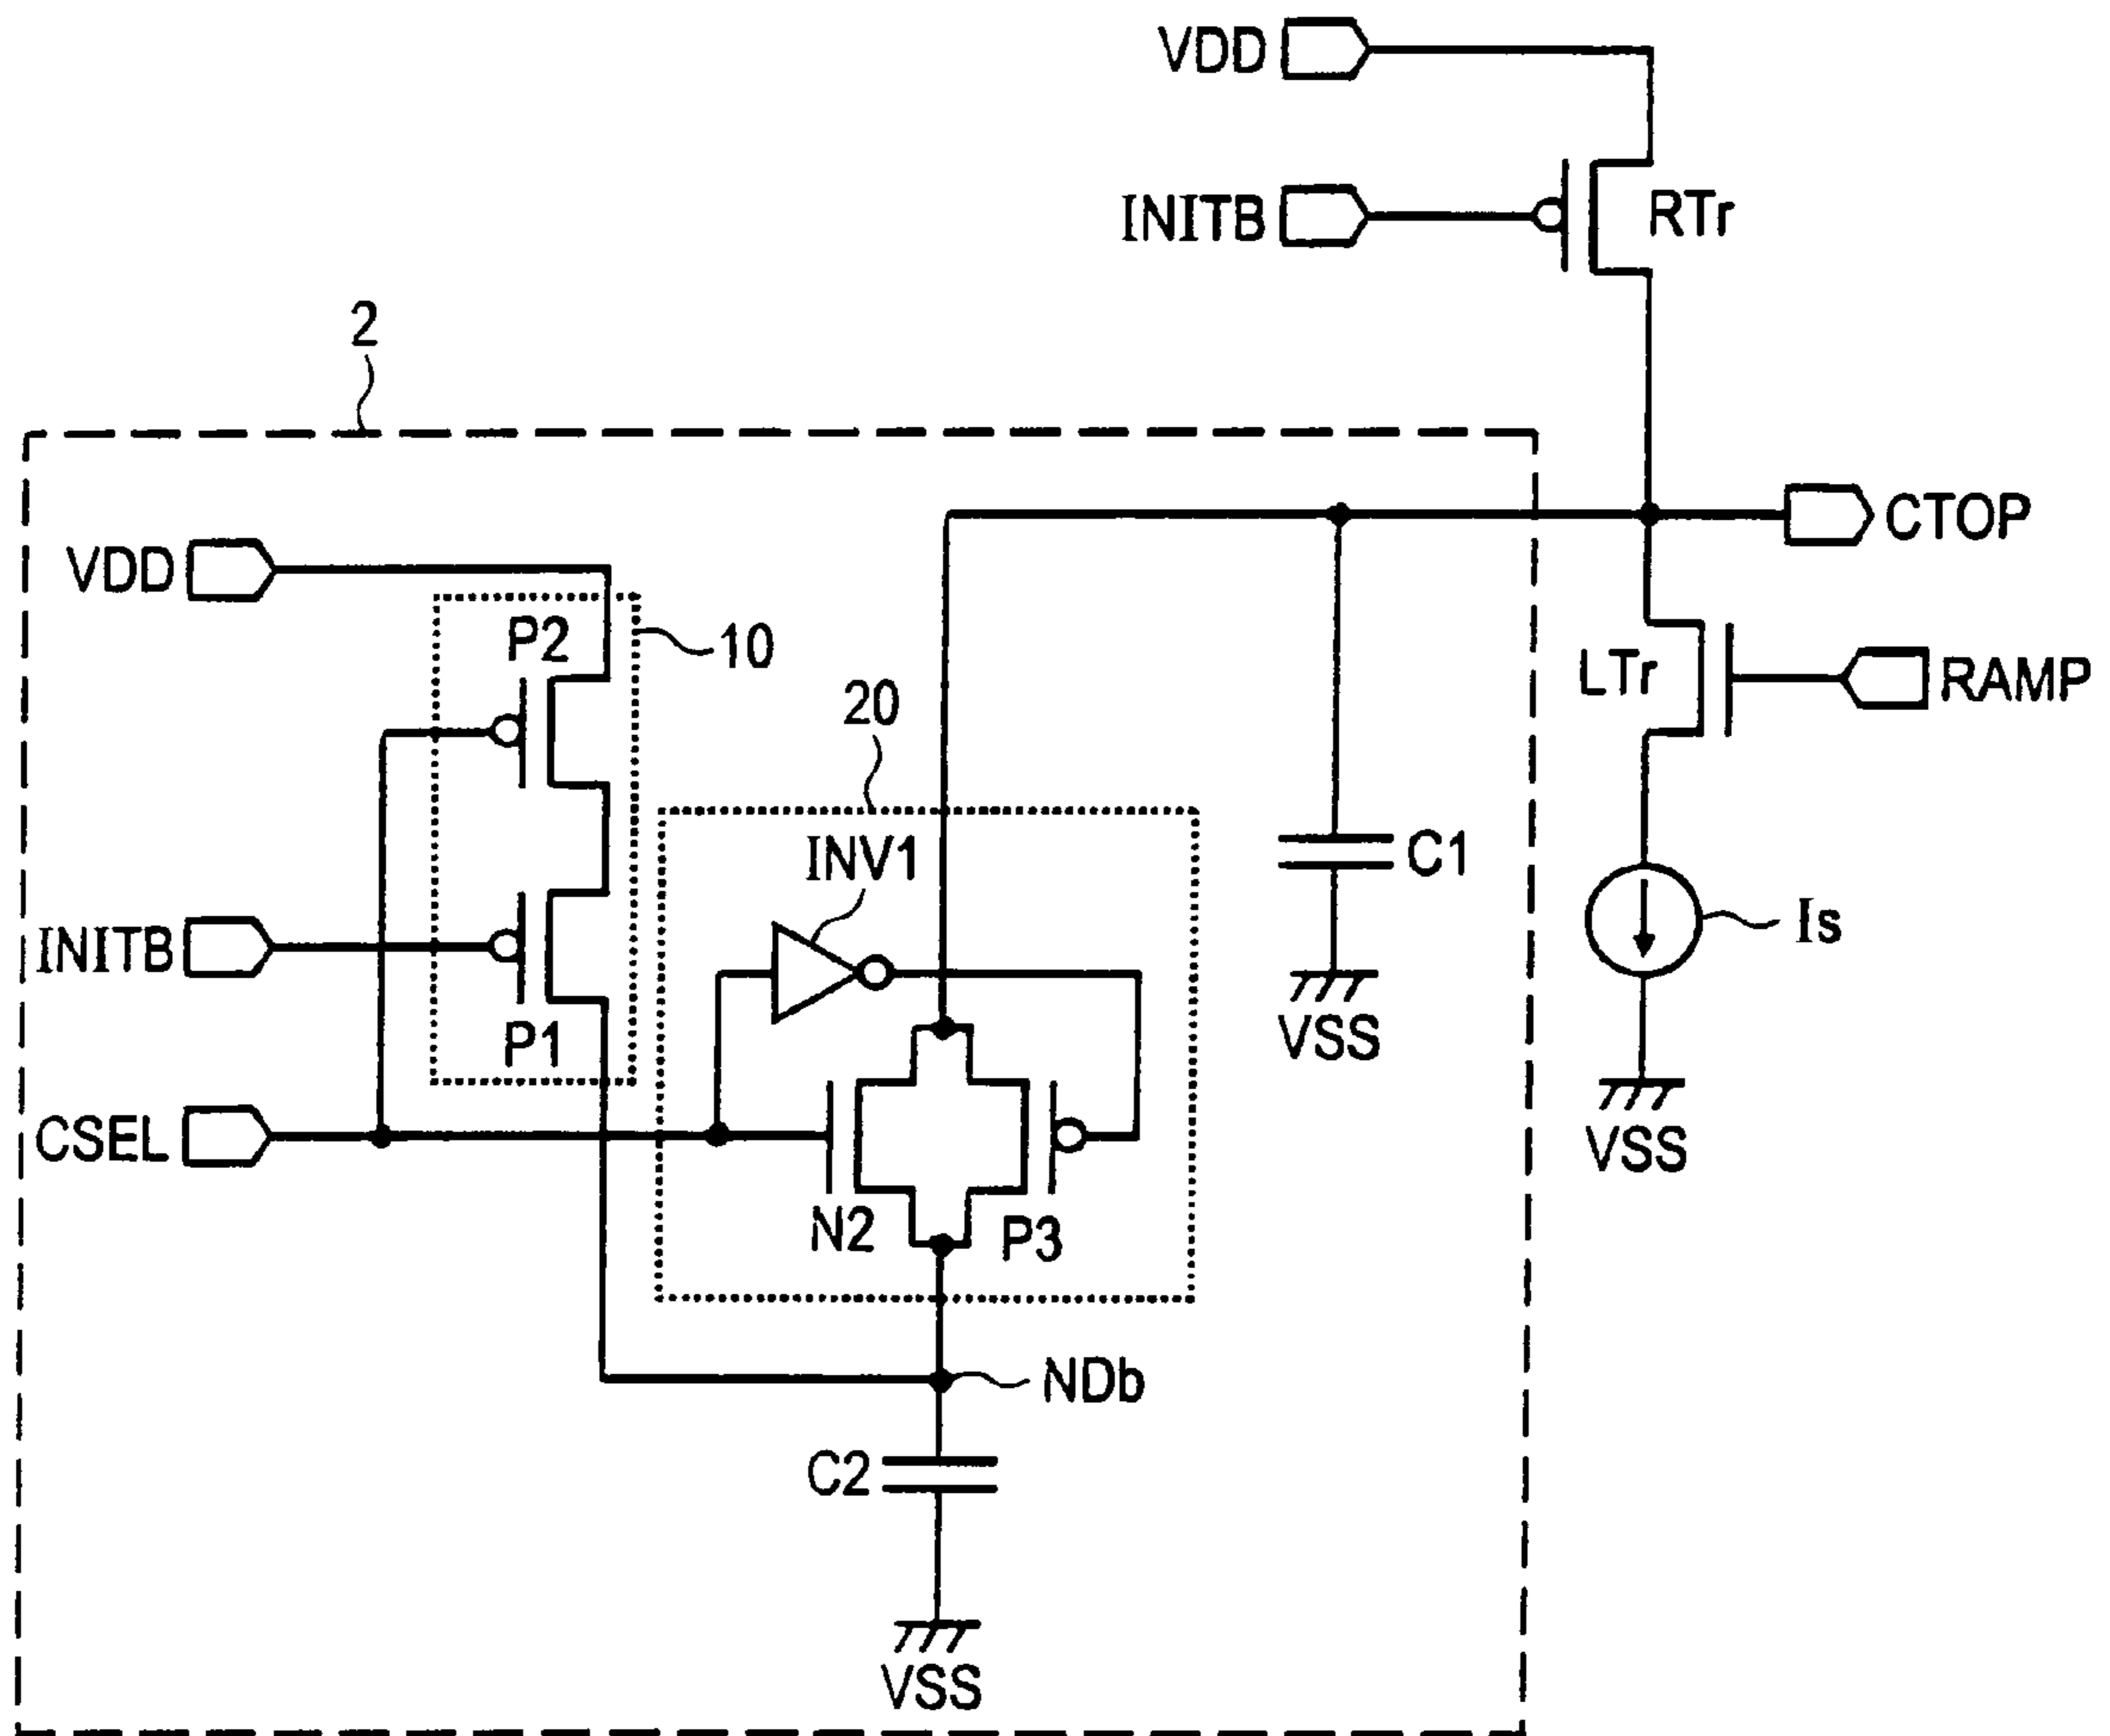 VDD
INITB
RTr
2
CTOP
VDD
P2
10
LTr
RAMP
20
INV1
C1
INITB
Is
P1
VSS
CSEL
VSS
N2
P3
NDb
C2
VSS